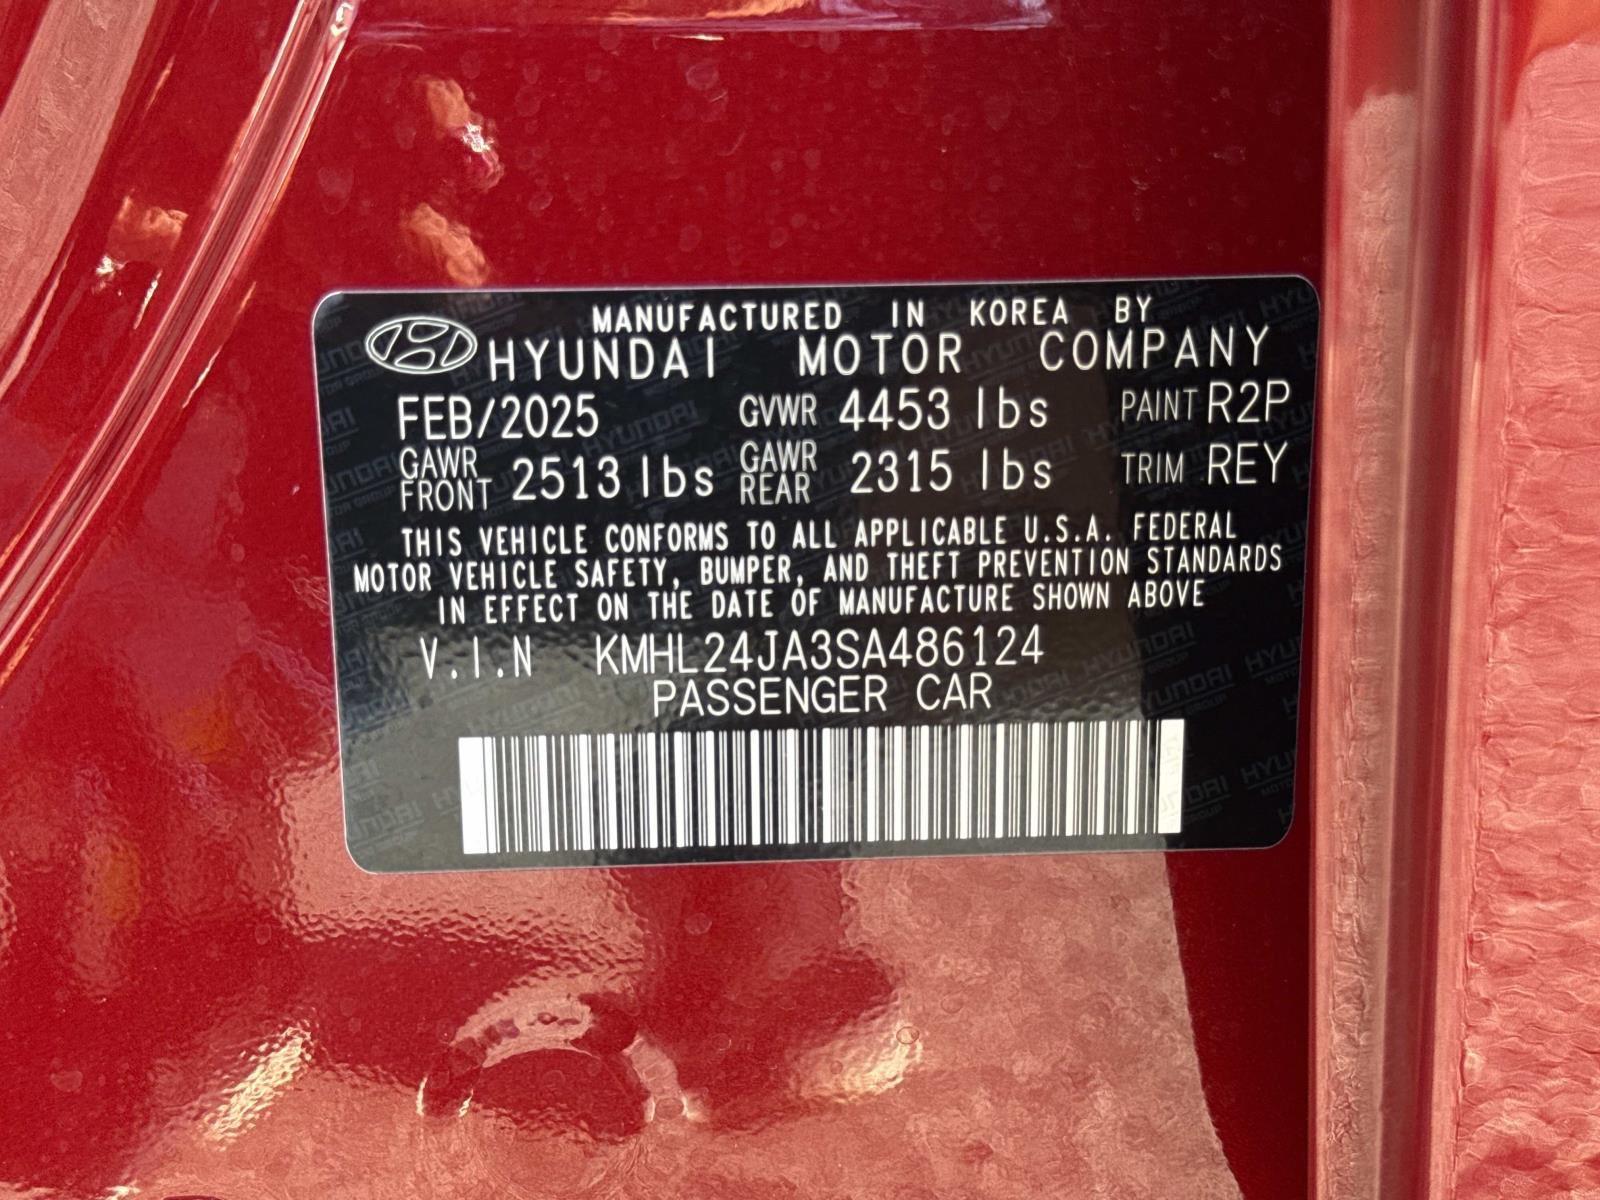 MANUFACTURED IN KOREA BY
HYUNDAI MOTOR COMPANY
FEB/2025 GVWR 4453 lbs PAINT R2P
GAWR FRONT 2513 lbs GAWR REAR 2315 lbs TRIM REY
THIS VEHICLE CONFORMS TO ALL APPLICABLE U.S.A. FEDERAL
MOTOR VEHICLE SAFETY, BUMPER, AND THEFT PREVENTION STANDARDS
IN EFFECT ON THE DATE OF MANUFACTURE SHOWN ABOVE
V.I.N KMHL24JA3SA486124
PASSENGER CAR